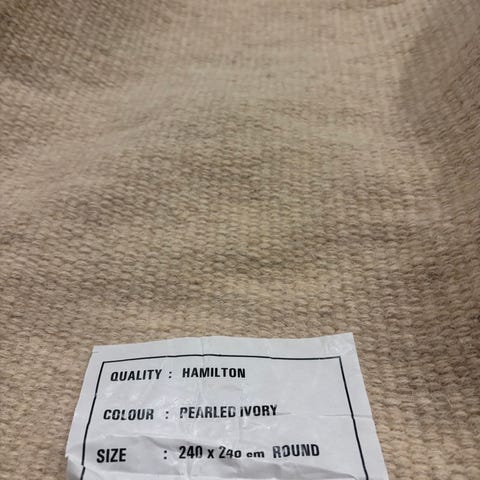 QUALITY : HAMILTON
COLOUR : PEARLED IVORY
SIZE : 240 x 240 cm ROUND